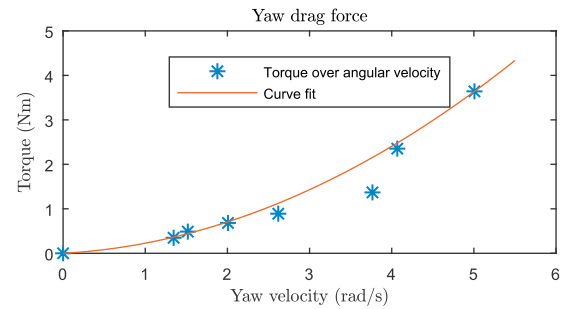 Yaw drag force
5
4
3
2
1
0
Torque (Nm)
Torque over angular velocity
Curve fit
0 1 2 3 4 5 6
Yaw velocity (rad/s)